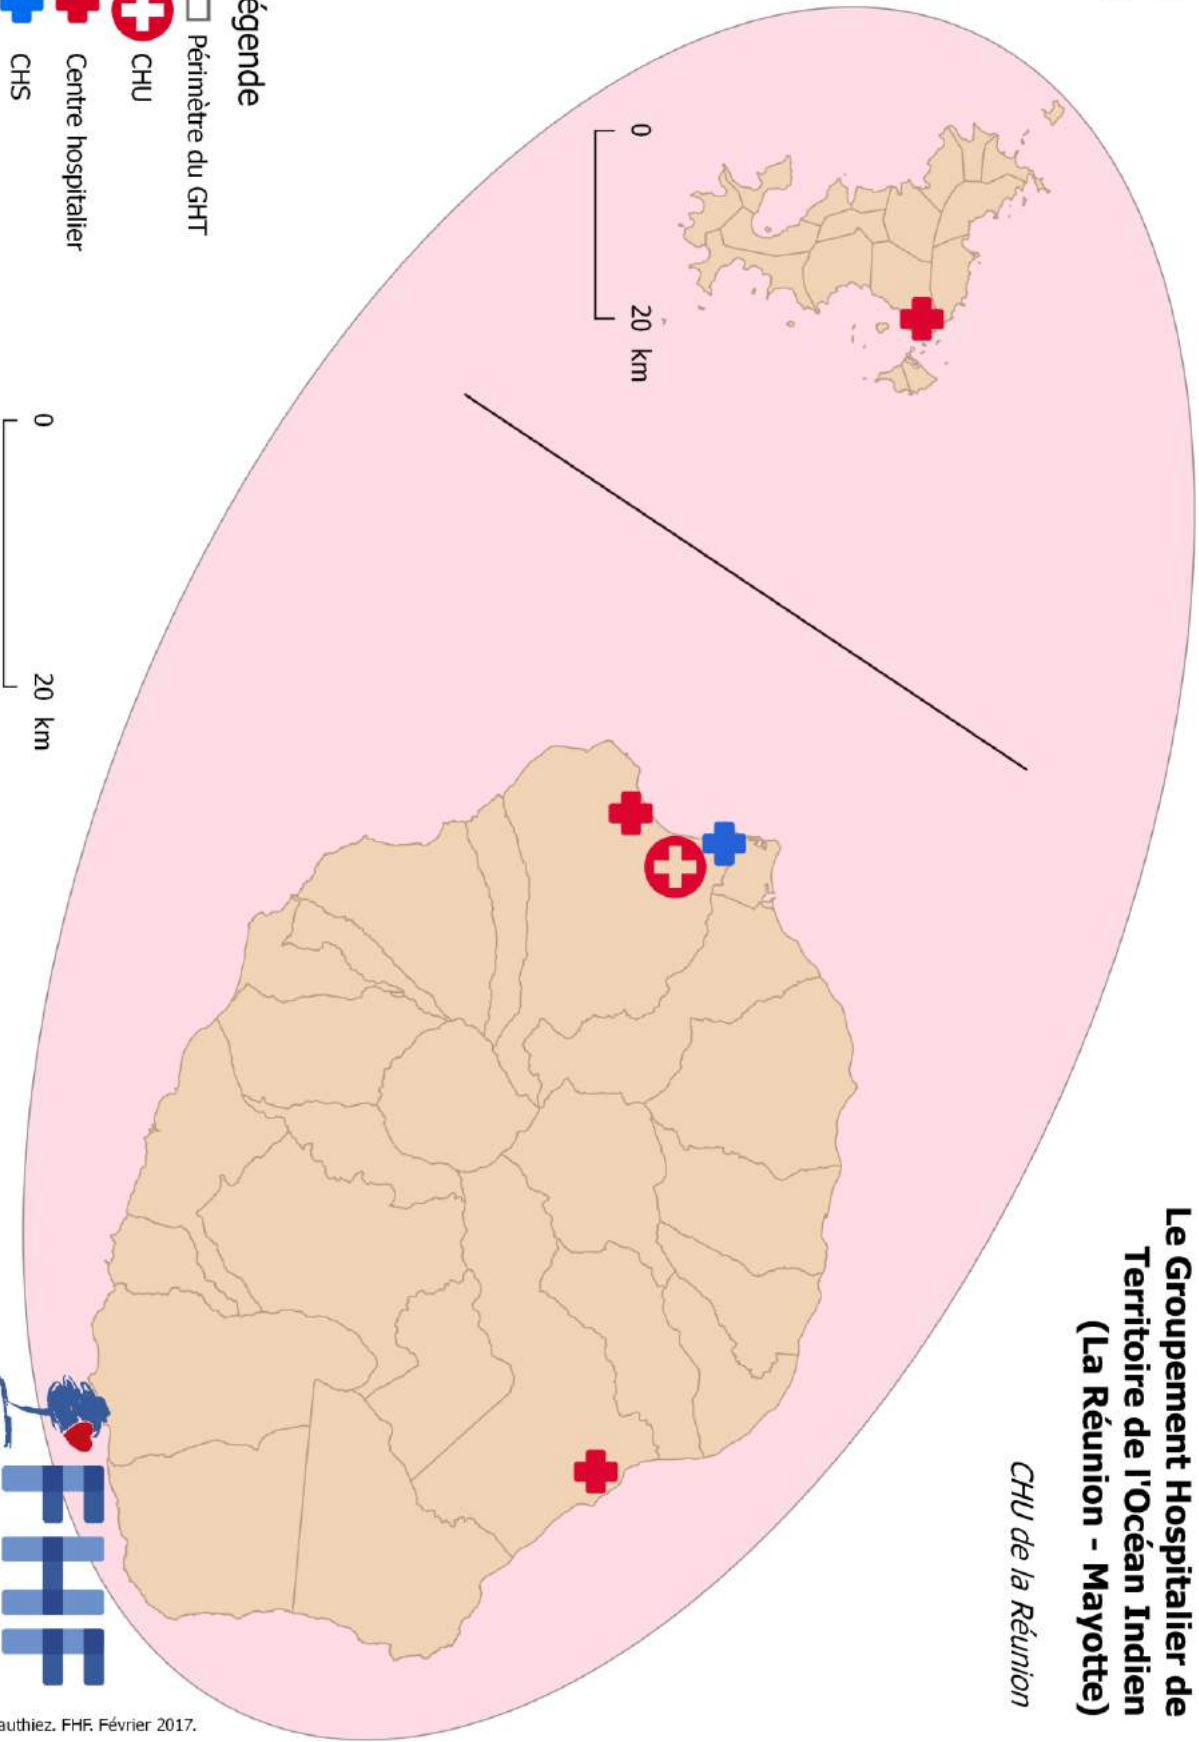 Le Groupement Hospitalier de
Territoire de l'Océan Indien
(La Réunion - Mayotte)
CHU de la Réunion
0 20 km
0 20 km
égende
Périmètre du GHT
CHU
Centre hospitalier
CHS
FHF
authiez. FHF. Février 2017.